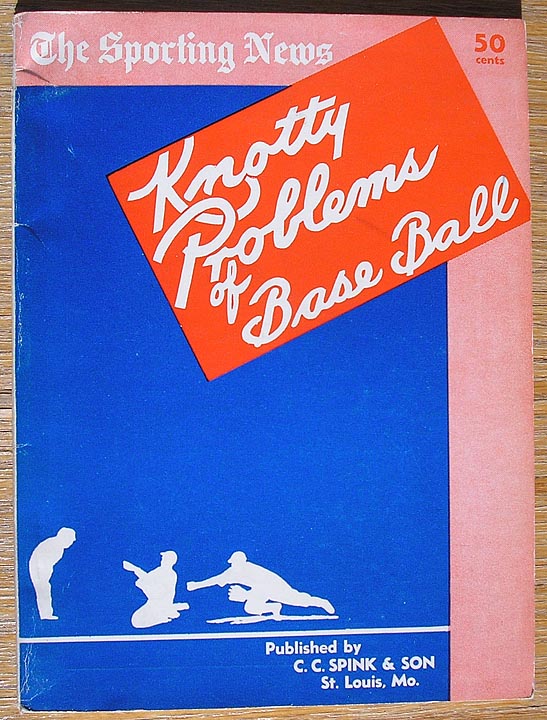 The Sporting News
50
cents
Knotty
Problems
of Base Ball
Published by
C. C. SPINK & SON
St. Louis, Mo.